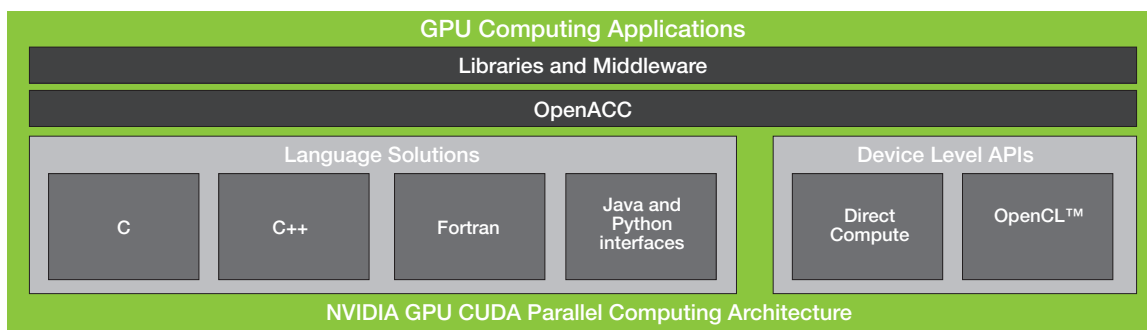 GPU Computing Applications
Libraries and Middleware
OpenACC
Language Solutions
C
C++
Fortran
Java and
Python
interfaces
Device Level APIs
Direct
Compute
OpenCL™
NVIDIA GPU CUDA Parallel Computing Architecture